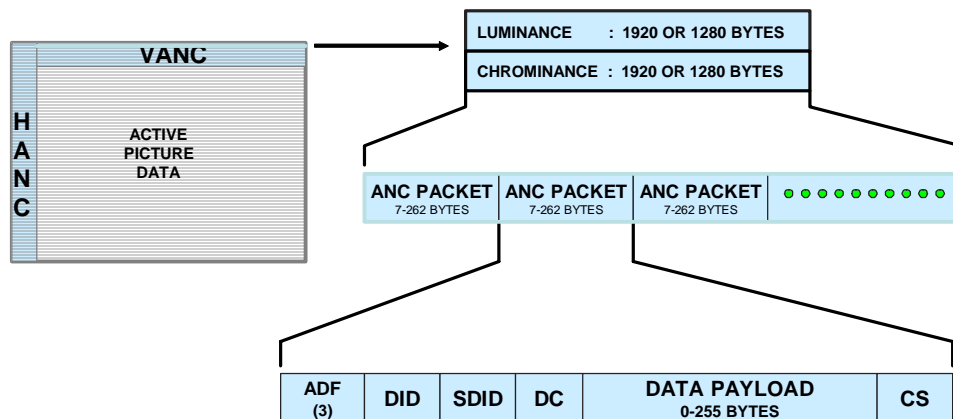 LUMINANCE : 1920 OR 1280 BYTES
CHROMINANCE : 1920 OR 1280 BYTES
VANC
HANC
ACTIVE
PICTURE
DATA
ANC PACKET
7-262 BYTES
ANC PACKET
7-262 BYTES
ANC PACKET
7-262 BYTES
ADF
(3)
DID
SDID
DC
DATA PAYLOAD
0-255 BYTES
CS